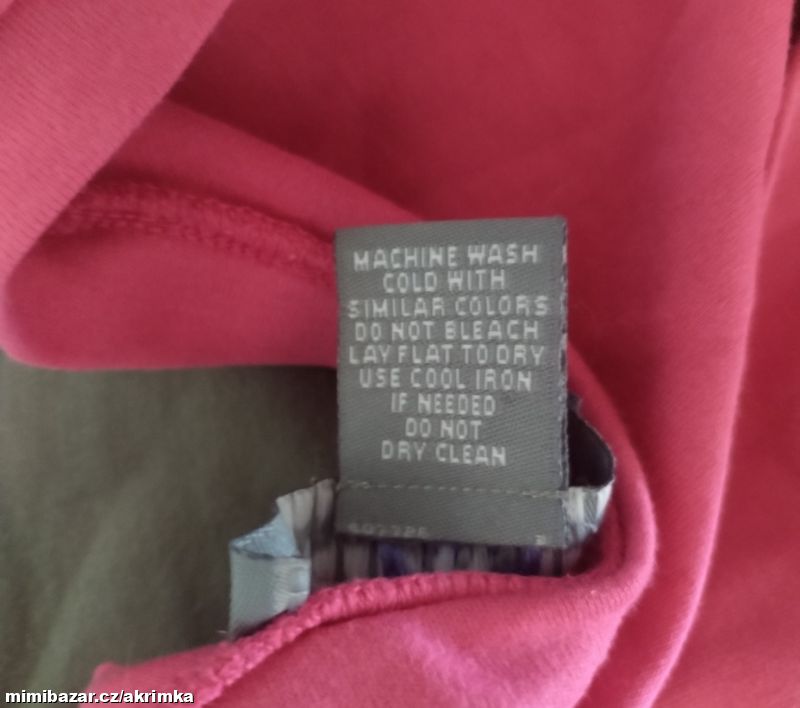 MACHINE WASH
COLD WITH
SIMILAR COLORS
DO NOT BLEACH
LAY FLAT TO DRY
USE COOL IRON
IF NEEDED
DO NOT
DRY CLEAN
mimibazar.cz/akrimka